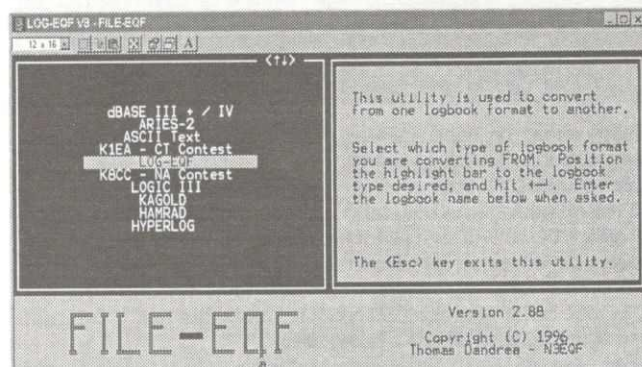 LOG-EQF V3 - FILE-EQF
12 x 16
A
<↑↓>
dBASE III + / IV
ARIES-2
ASCII Text
K1EA - CT Contest
LOG-EQF
K8CC - NA Contest
LOGIC III
KAGOLD
HAMRAD
HYPERLOG
This utility is used to convert
from one logbook format to another.
Select which type of logbook format
you are converting FROM. Position
the highlight bar to the logbook
type desired, and hit ↵. Enter
the logbook name below when asked.
The <Esc> key exits this utility.
FILE-EQF
Version 2.88
Copyright (C) 1996
Thomas Dandrea - N3EQF